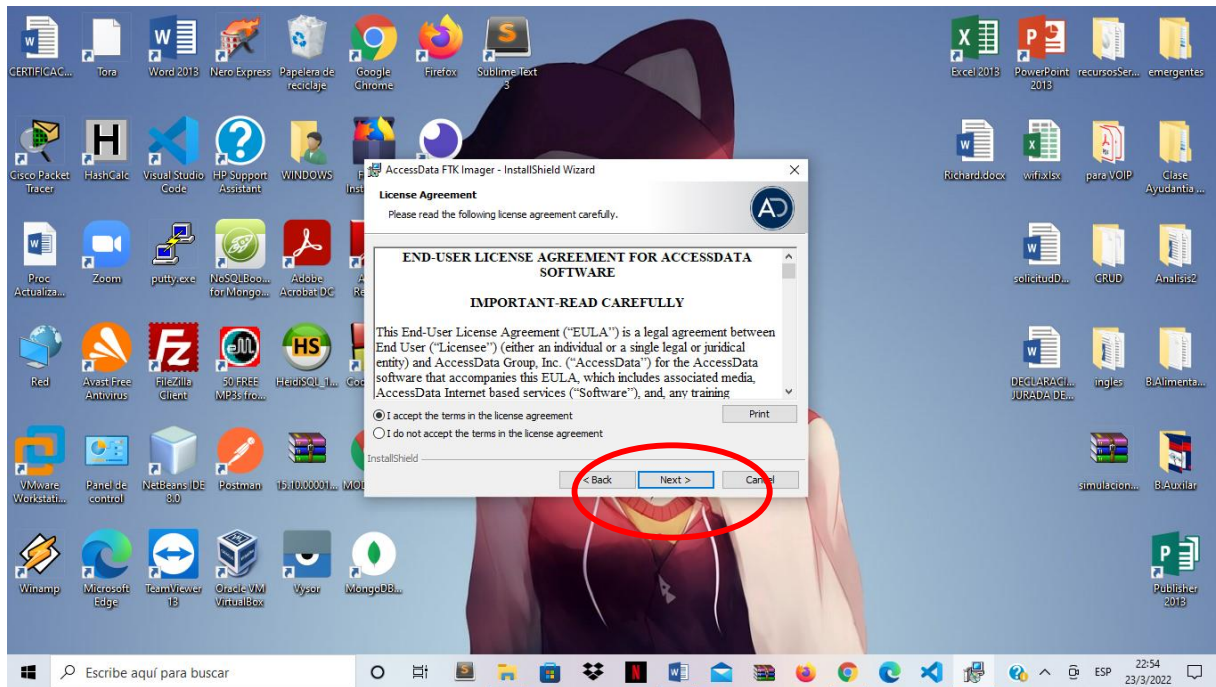 CERTIFICAC...
Tora
Word 2013
Nero Express
Papelera de
reciclaje
Google
Chrome
Firefox
Sublime Text
3
Excel 2013
PowerPoint
2013
recursosSer...
emergentes
Cisco Packet
Tracer
HashCalc
Visual Studio
Code
HP Support
Assistant
WINDOWS
Richard.docx
wifi.xlsx
para VOIP
Clase
Ayudantia ...
AccessData FTK Imager - InstallShield Wizard
License Agreement
Please read the following license agreement carefully.
AD
END-USER LICENSE AGREEMENT FOR ACCESSDATA
SOFTWARE
IMPORTANT-READ CAREFULLY
This End-User License Agreement (“EULA”) is a legal agreement between
End User (“Licensee”) (either an individual or a single legal or juridical
entity) and AccessData Group, Inc. (“AccessData”) for the AccessData
software that accompanies this EULA, which includes associated media,
AccessData Internet based services (“Software”), and, any training
I accept the terms in the license agreement
Print
I do not accept the terms in the license agreement
InstallShield
< Back
Next >
Cancel
Proc
Actualiza...
Zoom
putty.exe
NoSQLBoo...
for Mongo...
Adobe
Acrobat DC
solicitudD...
CRUD
Analisis2
Red
Avast Free
Antivirus
FileZilla
Client
50 FREE
MP3s fro...
HeidiSQL_1...
DECLARACI...
JURADA DE...
ingles
B.Alimenta...
VMware
Workstati...
Panel de
control
NetBeans IDE
8.0
Postman
15.10.00001...
simulacion...
B.Auxiliar
Winamp
Microsoft
Edge
TeamViewer
13
Oracle VM
VirtualBox
Vysor
MongoDB...
Publisher
2013
Escribe aquí para buscar
ESP
22:54
23/3/2022